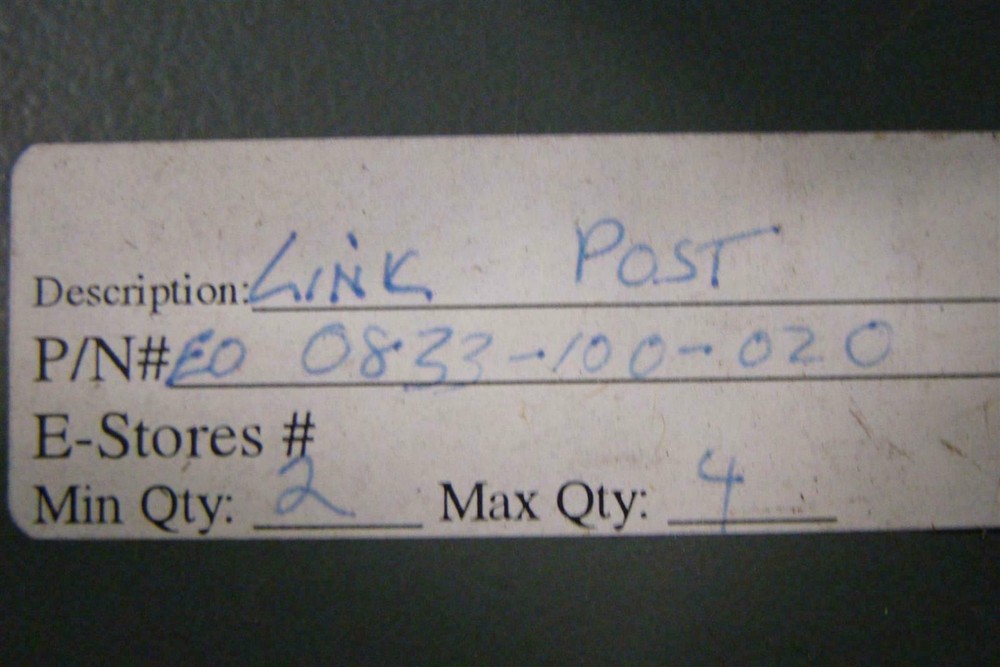 Description: LINK POST
P/N# EO 0833-100-020
E-Stores #
Min Qty: 2 Max Qty: 4